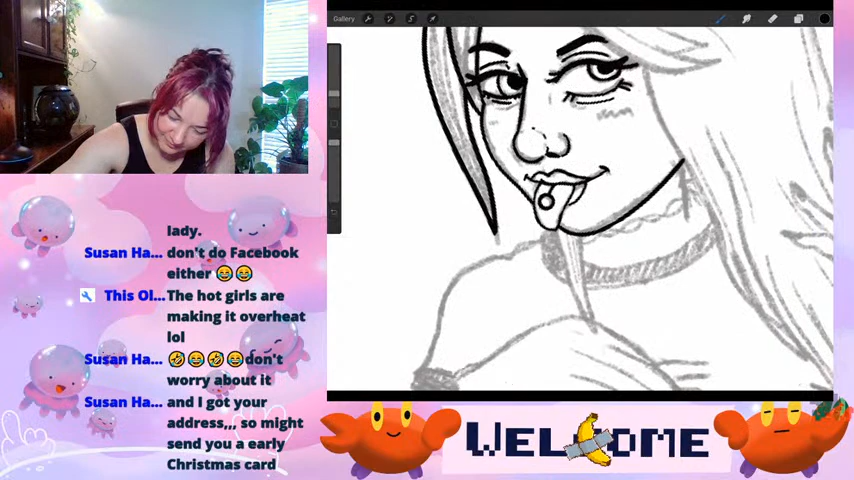 Gallery
lady.
Susan Ha... don't do Facebook
either 😂😂
This Ol... The hot girls are
making it overheat
lol
Susan Ha... 🤣😂🤣😂don't
worry about it
Susan Ha... and I got your
address,,, so might
send you a early
Christmas card
WELCOME